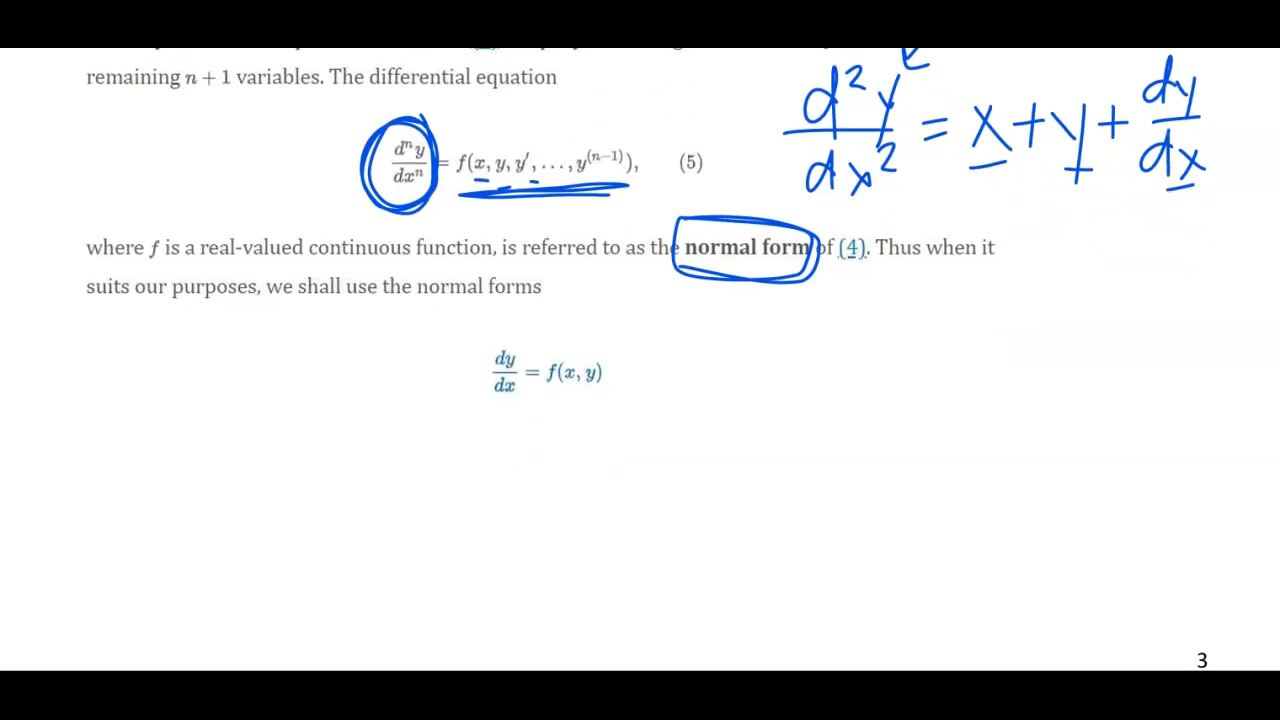 remaining n + 1 variables. The differential equation
dⁿy/dxⁿ = f(x, y, y′, . . . , y⁽ⁿ⁻¹⁾), (5)
d²y/dx² = x + y + dy/dx
where f is a real-valued continuous function, is referred to as the normal form of (4). Thus when it
suits our purposes, we shall use the normal forms
dy/dx = f(x, y)
3